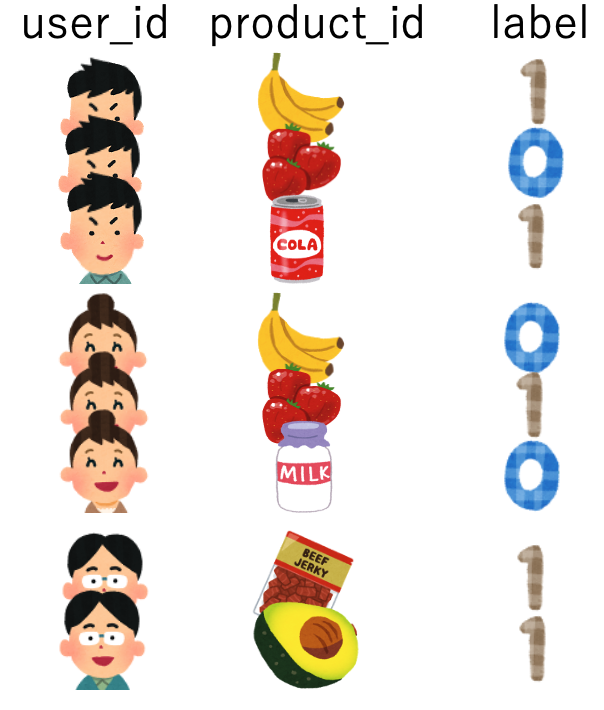 user_id product_id label
1
0
COLA 1
0
1
MILK 0
BEEF
JERKY 1
1